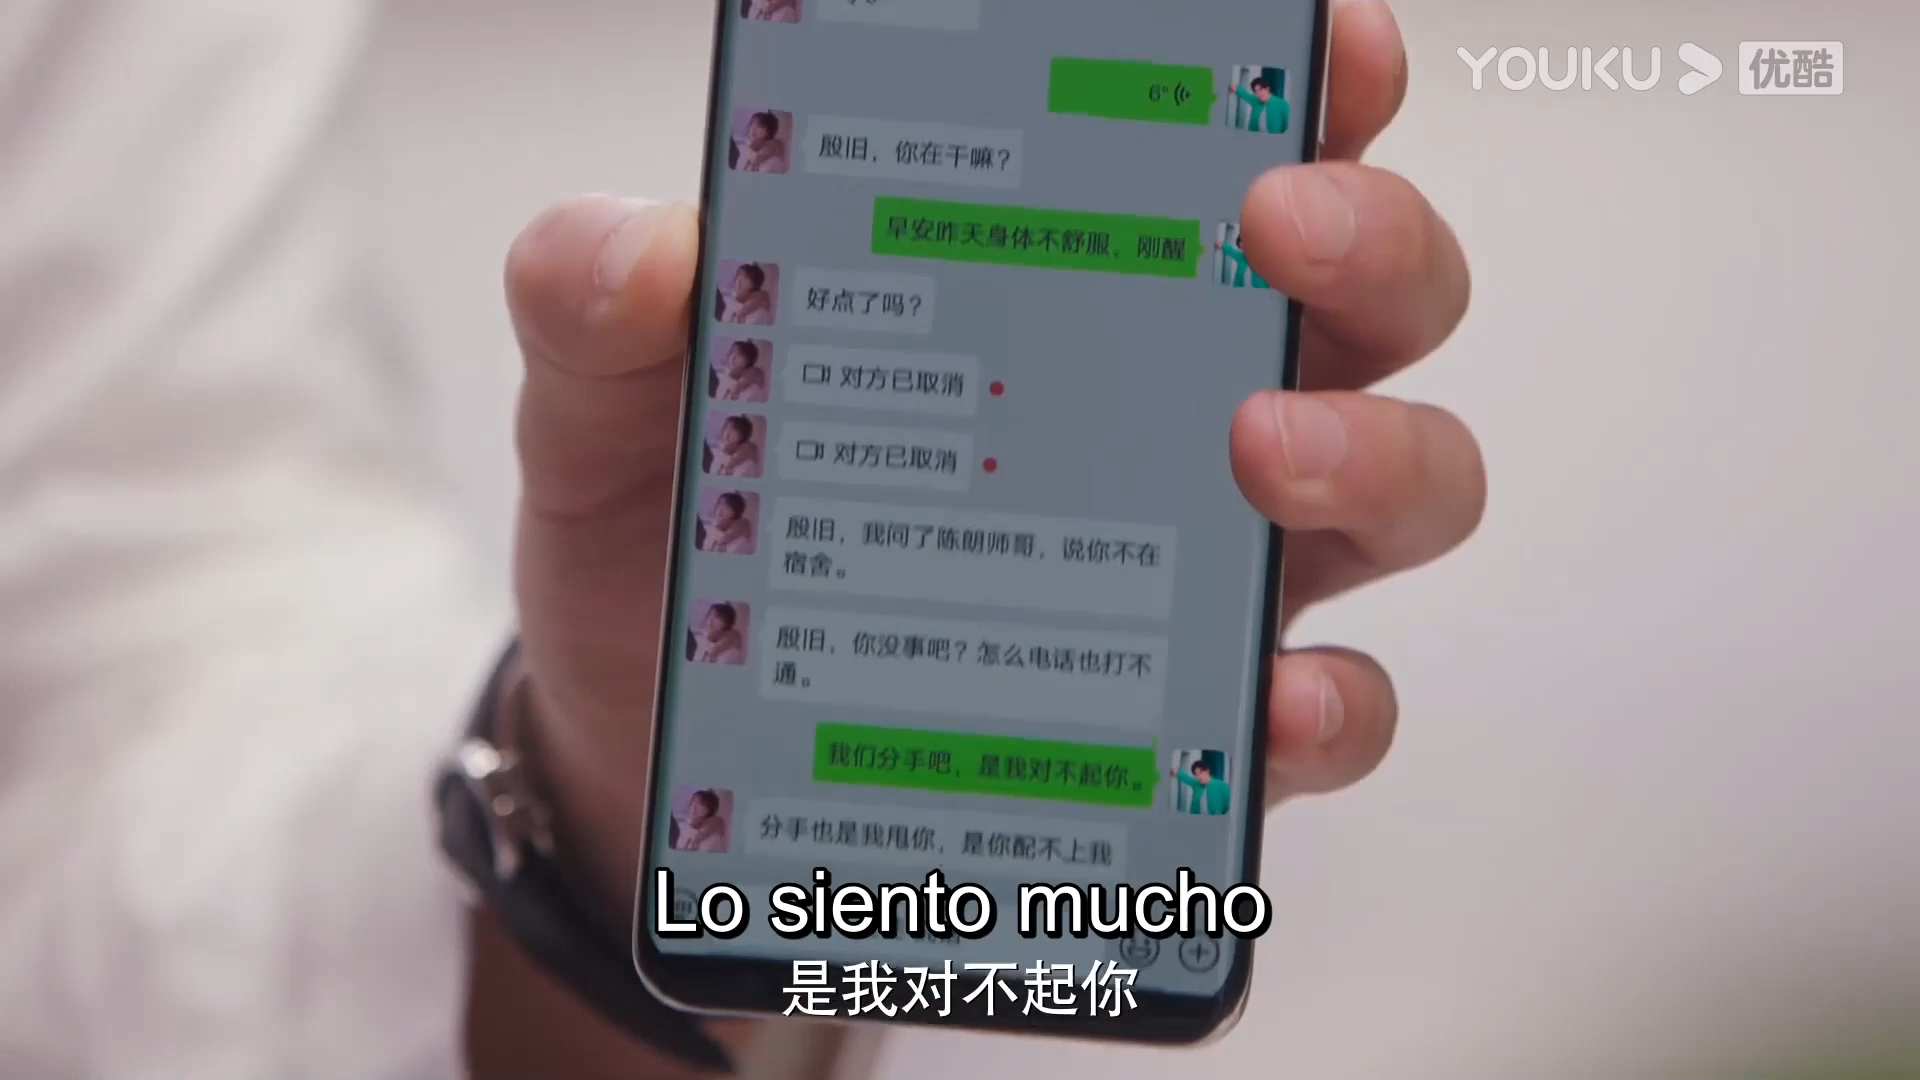 YOUKU 优酷
6"
殷旧，你在干嘛？
早安昨天身体不舒服，刚醒
好点了吗？
对方已取消
对方已取消
殷旧，我问了陈朗师哥，说你不在
宿舍。
殷旧，你没事吧？怎么电话也打不
通。
我们分手吧，是我对不起你。
分手也是我甩你，是你配不上我
Lo siento mucho
是我对不起你